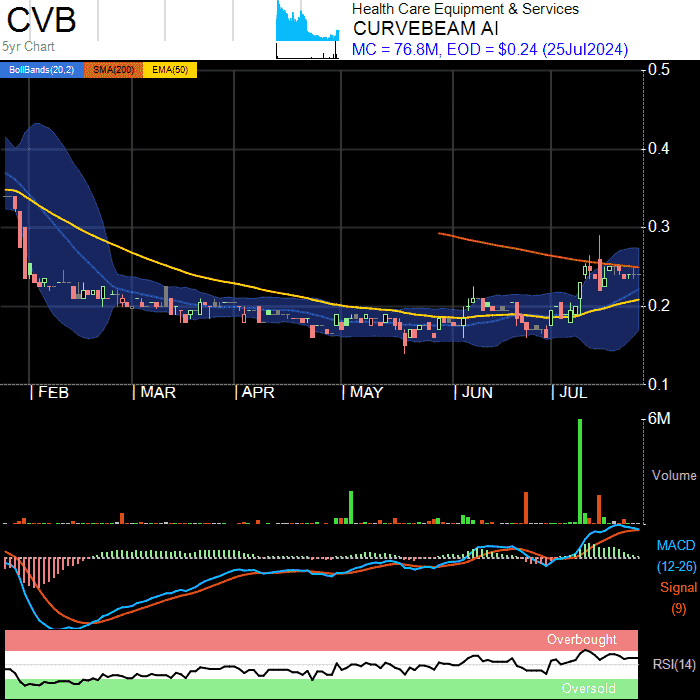 CVB
5yr Chart
Health Care Equipment & Services
CURVEBEAM AI
MC = 76.8M, EOD = $0.24 (25Jul2024)
BollBands(20,2) SMA(200) EMA(50)
0.5
0.4
0.3
0.2
0.1
FEB MAR APR MAY JUN JUL
6M
Volume
MACD
(12-26)
Signal
(9)
Overbought
RSI(14)
Oversold